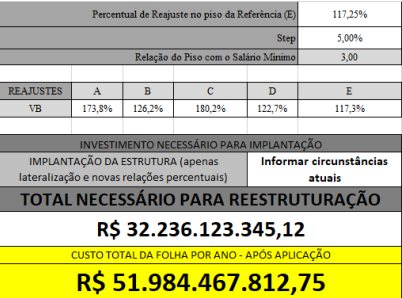 Percentual de Reajuste no piso da Referência (E) 117,25%
Step 5,00%
Relação do Piso com o Salário Mínimo 3,00
REAJUSTES A B C D E
VB 173,8% 126,2% 180,2% 122,7% 117,3%
INVESTIMENTO NECESSÁRIO PARA IMPLANTAÇÃO
IMPLANTAÇÃO DA ESTRUTURA (apenas Informar circunstâncias
lateralização e novas relações percentuais) atuais
TOTAL NECESSÁRIO PARA REESTRUTURAÇÃO
R$ 32.236.123.345,12
CUSTO TOTAL DA FOLHA POR ANO - APÓS APLICAÇÃO
R$ 51.984.467.812,75